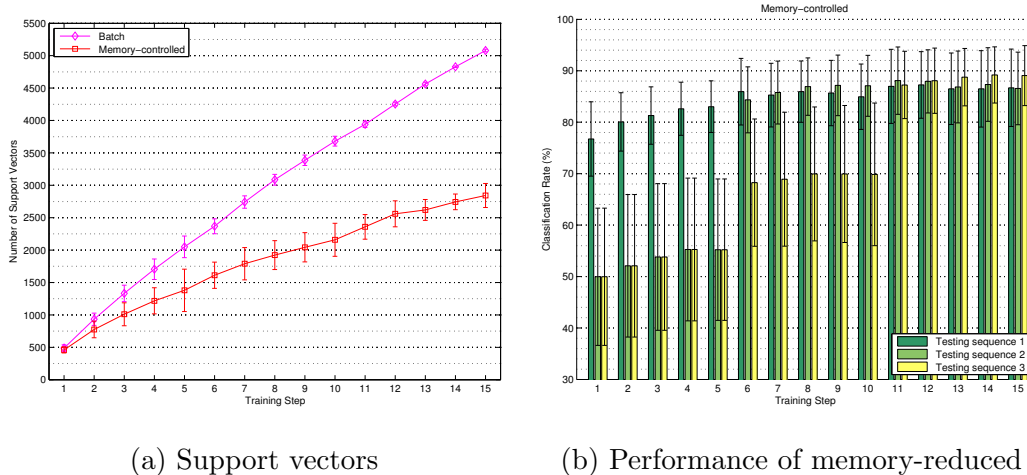 Batch
Memory−controlled
Number of Support Vectors
5500
5000
4500
4000
3500
3000
2500
2000
1500
1000
500
0
1 2 3 4 5 6 7 8 9 10 11 12 13 14 15
Training Step
(a) Support vectors
Memory−controlled
Classification Rate (%)
100
90
80
70
60
50
40
30
Testing sequence 1
Testing sequence 2
Testing sequence 3
1 2 3 4 5 6 7 8 9 10 11 12 13 14 15
Training Step
(b) Performance of memory-reduced